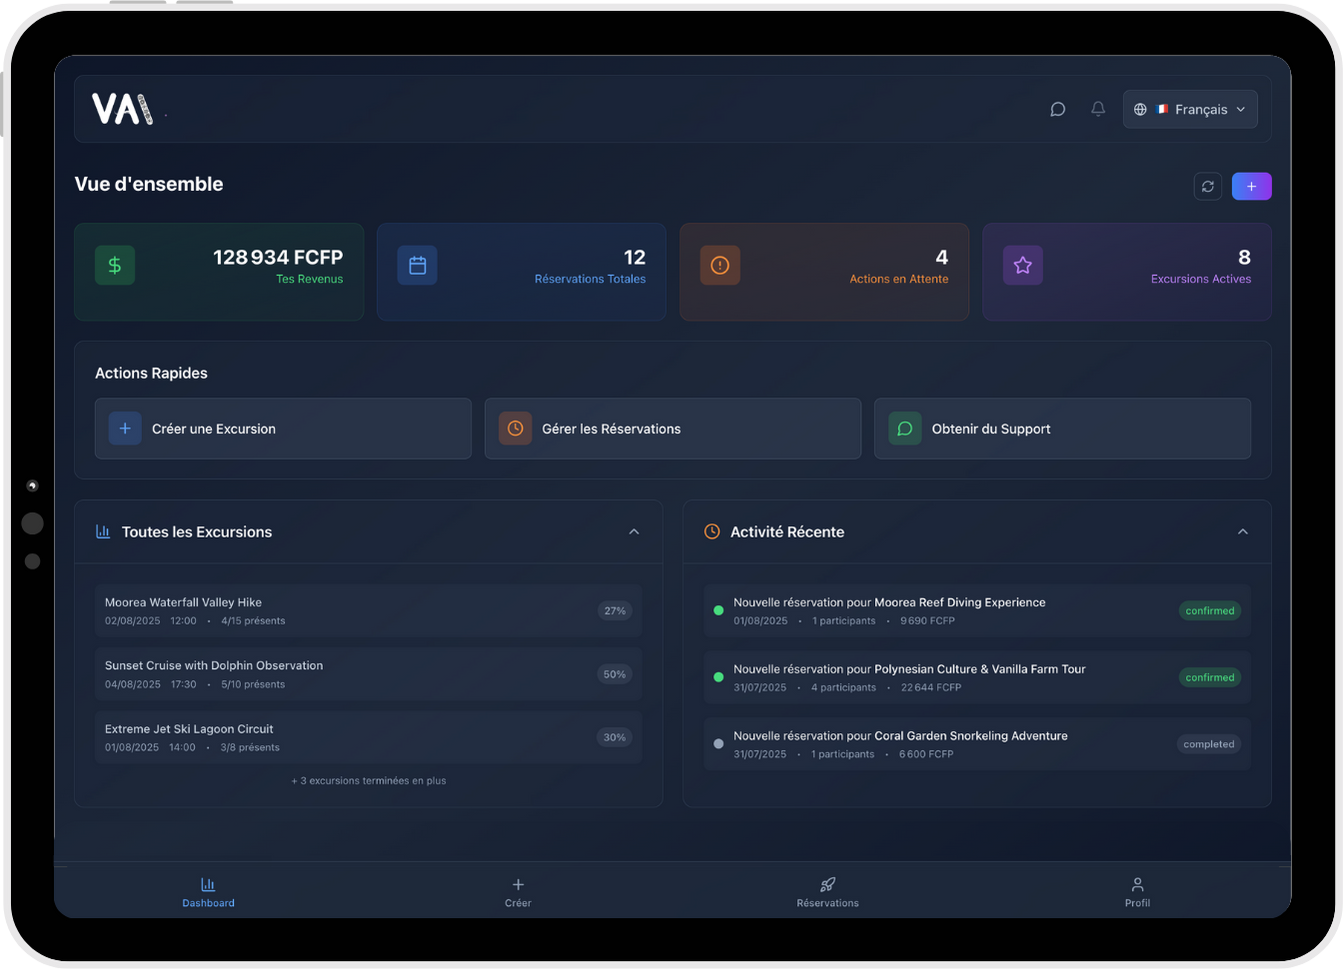 VAI
Français
Vue d'ensemble
128 934 FCFP
Tes Revenus
12
Réservations Totales
4
Actions en Attente
8
Excursions Actives
Actions Rapides
Créer une Excursion
Gérer les Réservations
Obtenir du Support
Toutes les Excursions
Moorea Waterfall Valley Hike
27%
02/08/2025 12:00 • 4/15 présents
Sunset Cruise with Dolphin Observation
50%
04/08/2025 17:30 • 5/10 présents
Extreme Jet Ski Lagoon Circuit
30%
01/08/2025 14:00 • 3/8 présents
+ 3 excursions terminées en plus
Activité Récente
Nouvelle réservation pour Moorea Reef Diving Experience
confirmed
01/08/2025 • 1 participants • 9 690 FCFP
Nouvelle réservation pour Polynesian Culture & Vanilla Farm Tour
confirmed
31/07/2025 • 4 participants • 22 644 FCFP
Nouvelle réservation pour Coral Garden Snorkeling Adventure
completed
31/07/2025 • 1 participants • 6 600 FCFP
Dashboard
Créer
Réservations
Profil